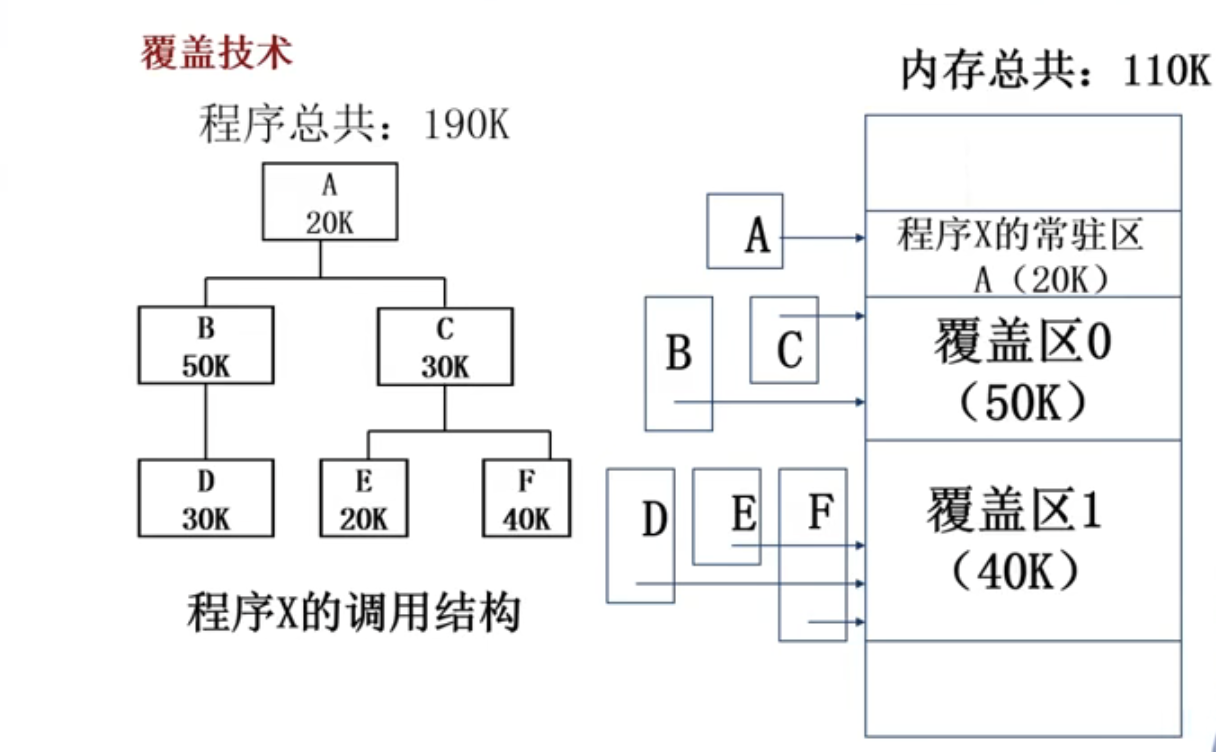 覆盖技术
程序总共：190K
A
20K
B
50K
C
30K
D
30K
E
20K
F
40K
程序X的调用结构
内存总共：110K
A
程序X的常驻区
A（20K）
B
C
覆盖区0
（50K）
D
E
F
覆盖区1
（40K）